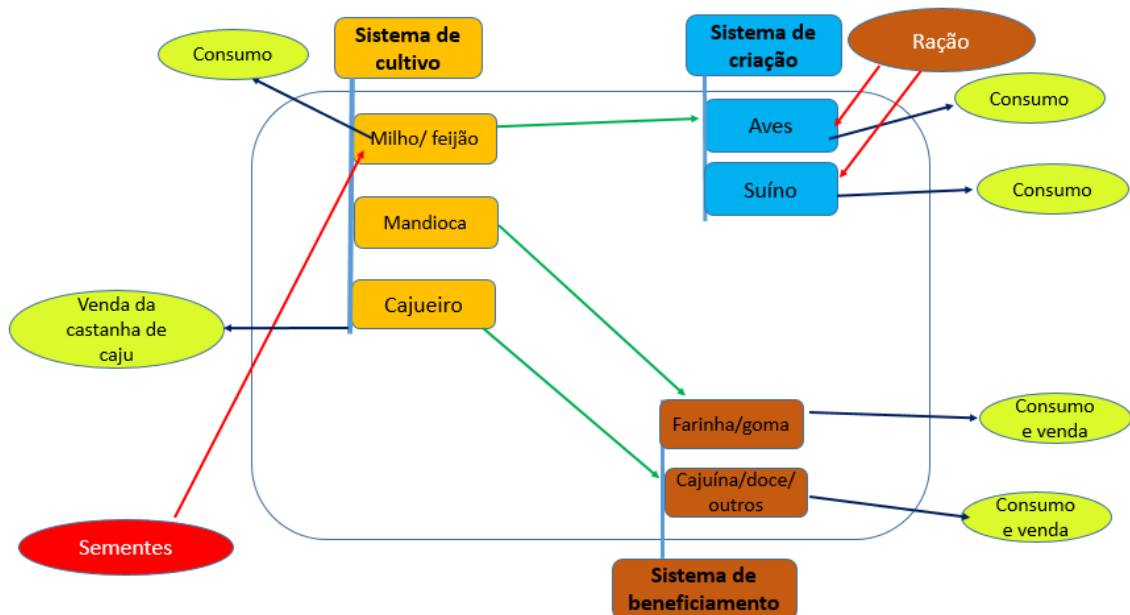 Consumo
Sistema de
cultivo
Sistema de
criação
Ração
Consumo
Milho/ feijão
Aves
Suíno
Consumo
Mandioca
Cajueiro
Venda da
castanha de
caju
Farinha/goma
Consumo
e venda
Cajuína/doce/
outros
Consumo
e venda
Sementes
Sistema de
beneficiamento